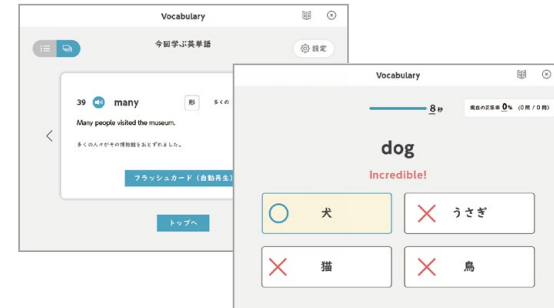 Vocabulary
今回学ぶ英単語
設定
39 many 形 多くの
Many people visited the museum.
多くの人々がその博物館をおとずれました。
フラッシュカード(自動再生)
トップへ
Vocabulary
8秒
現在の正答率 0% (0問 / 0問)
dog
Incredible!
犬
うさぎ
猫
鳥